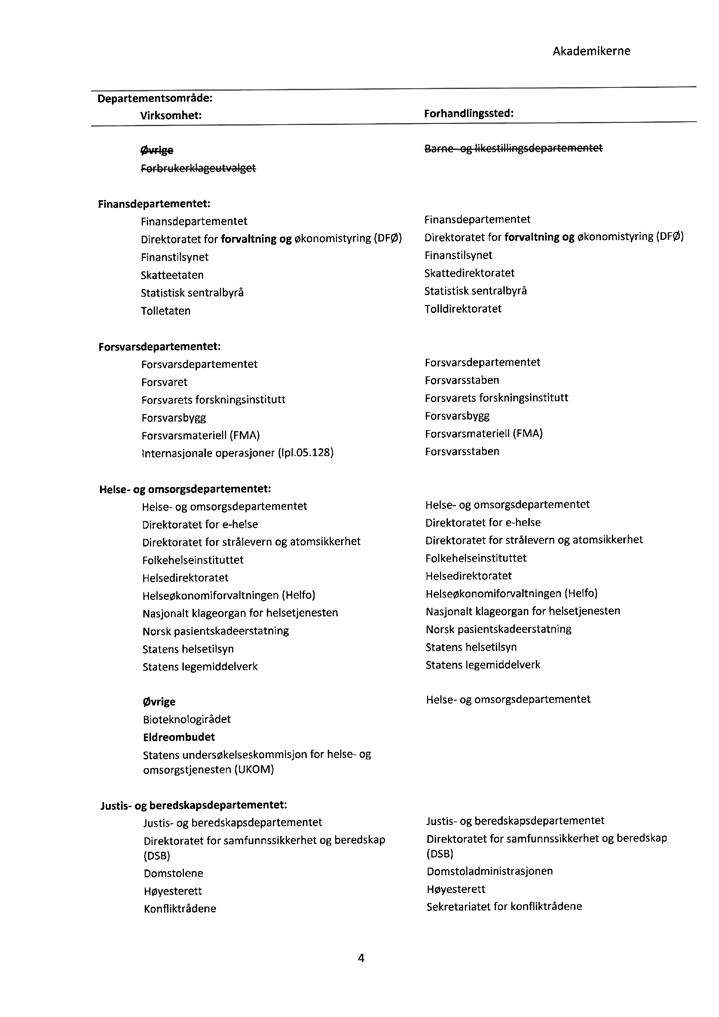 Akademikerne
Departementsområde:
Virksomhet: Forhandlingssted:
Øvrige Barne- og likestillingsdepartementet
Forbrukerklageutvalget
Finansdepartementet:
Finansdepartementet Finansdepartementet
Direktoratet for forvaltning og økonomistyring (DFØ) Direktoratet for forvaltning og økonomistyring (DFØ)
Finanstilsynet Finanstilsynet
Skatteetaten Skattedirektoratet
Statistisk sentralbyrå Statistisk sentralbyrå
Tolletaten Tolldirektoratet
Forsvarsdepartementet:
Forsvarsdepartementet Forsvarsdepartementet
Forsvaret Forsvarsstaben
Forsvarets forskningsinstitutt Forsvarets forskningsinstitutt
Forsvarsbygg Forsvarsbygg
Forsvarsmateriell (FMA) Forsvarsmateriell (FMA)
Internasjonale operasjoner (lpl.05.128) Forsvarsstaben
Helse- og omsorgsdepartementet:
Helse- og omsorgsdepartementet Helse- og omsorgsdepartementet
Direktoratet for e-helse Direktoratet for e-helse
Direktoratet for strålevern og atomsikkerhet Direktoratet for strålevern og atomsikkerhet
Folkehelseinstituttet Folkehelseinstituttet
Helsedirektoratet Helsedirektoratet
Helseøkonomiforvaltningen (Helfo) Helseøkonomiforvaltningen (Helfo)
Nasjonalt klageorgan for helsetjenesten Nasjonalt klageorgan for helsetjenesten
Norsk pasientskadeerstatning Norsk pasientskadeerstatning
Statens helsetilsyn Statens helsetilsyn
Statens legemiddelverk Statens legemiddelverk
Øvrige Helse- og omsorgsdepartementet
Bioteknologirådet
Eldreombudet
Statens undersøkelseskommisjon for helse- og
omsorgstjenesten (UKOM)
Justis- og beredskapsdepartementet:
Justis- og beredskapsdepartementet Justis- og beredskapsdepartementet
Direktoratet for samfunnssikkerhet og beredskap Direktoratet for samfunnssikkerhet og beredskap
(DSB) (DSB)
Domstolene Domstoladministrasjonen
Høyesterett Høyesterett
Konfliktrådene Sekretariatet for konfliktrådene
4